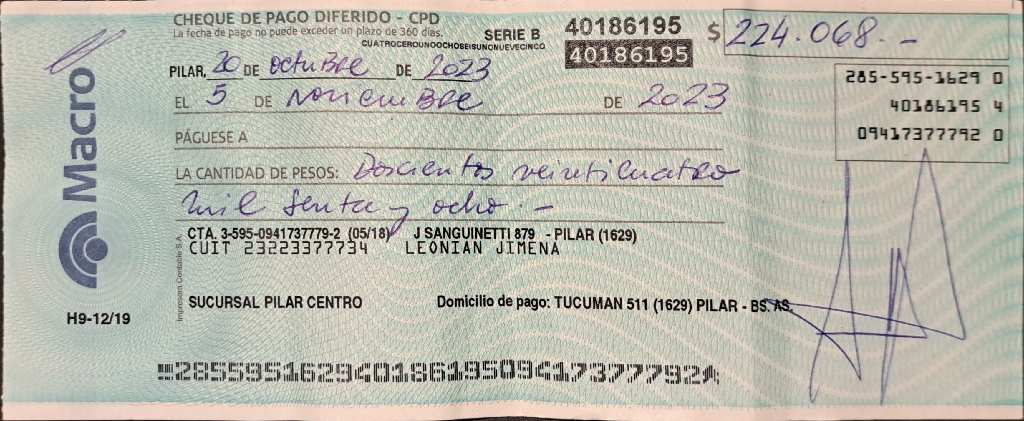 CHEQUE DE PAGO DIFERIDO - CPD
La fecha de pago no puede exceder un plazo de 360 días.
SERIE B
CUATROCEROUNOOCHOSEISUNONUEVECINCO
40186195
40186195
$ 224.068.-
PILAR, 20 DE octubre DE 2023
EL 5 DE Noviembre DE 2023
285-595-1629 0
40186195 4
09417377792 0
PÁGUESE A
LA CANTIDAD DE PESOS: Doscientos veinticuatro
mil senta y ocho.-
CTA. 3-595-0941737779-2 (05/18) J SANGUINETTI 879 - PILAR (1629)
CUIT 23223377734 LEONIAN JIMENA
SUCURSAL PILAR CENTRO
Domicilio de pago: TUCUMAN 511 (1629) PILAR - BS. AS.
Macro
H9-12/19
Impresora Contable S.A.
28559516294018619509417377792